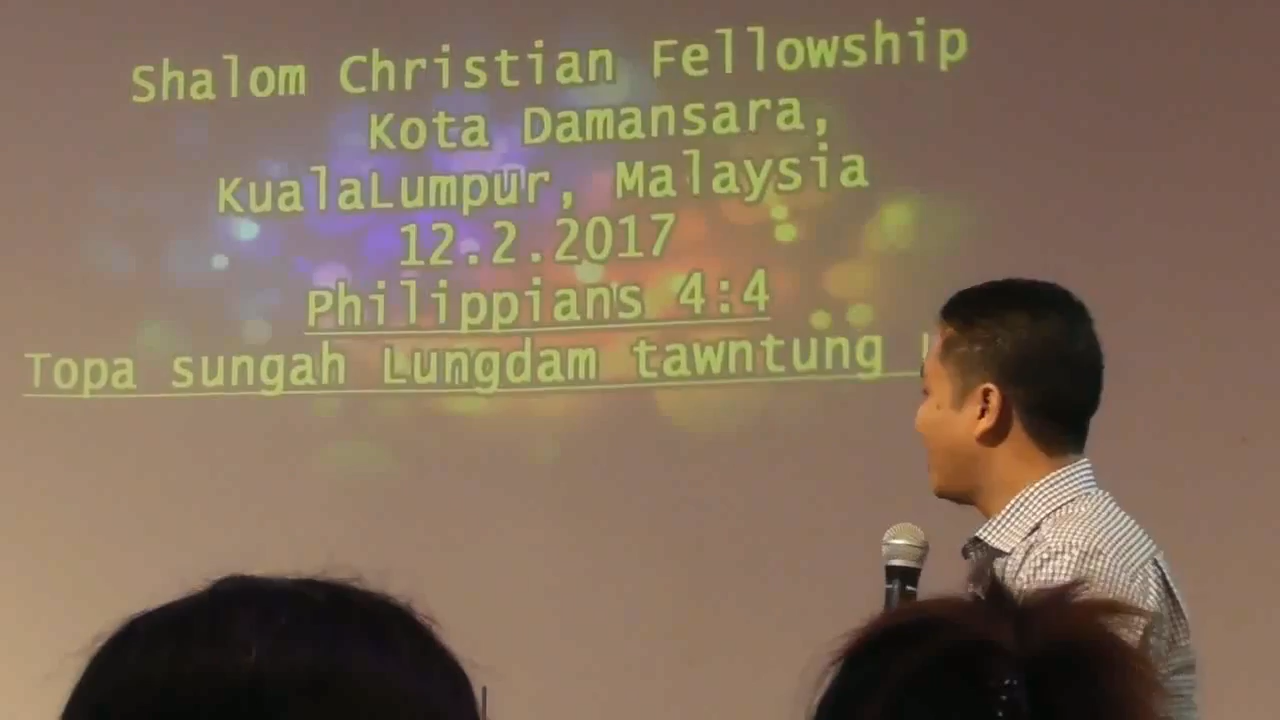 Shalom Christian Fellowship
Kota Damansara,
KualaLumpur, Malaysia
12.2.2017
Philippians 4:4
Topa sungah Lungdam tawntung !